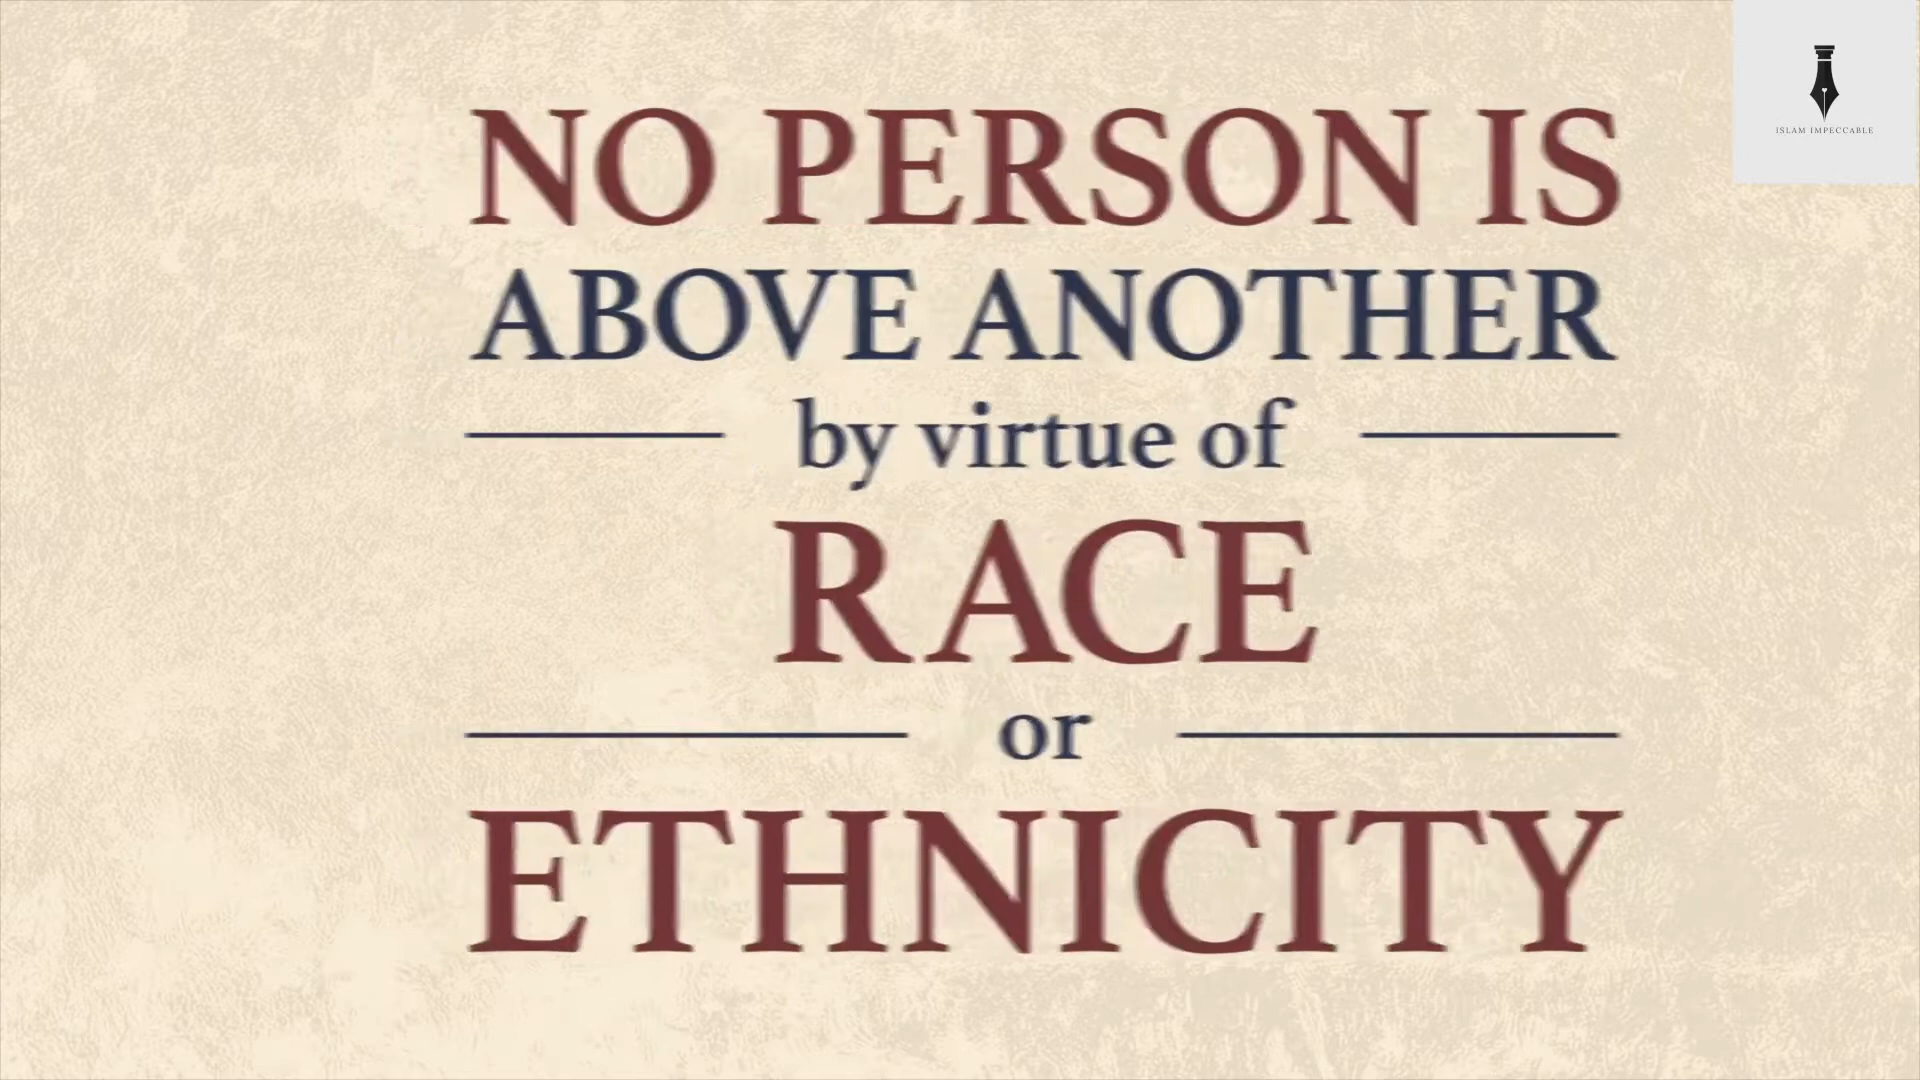 NO PERSON IS
ABOVE ANOTHER
by virtue of
RACE
or
ETHNICITY
ISLAM IMPECCABLE